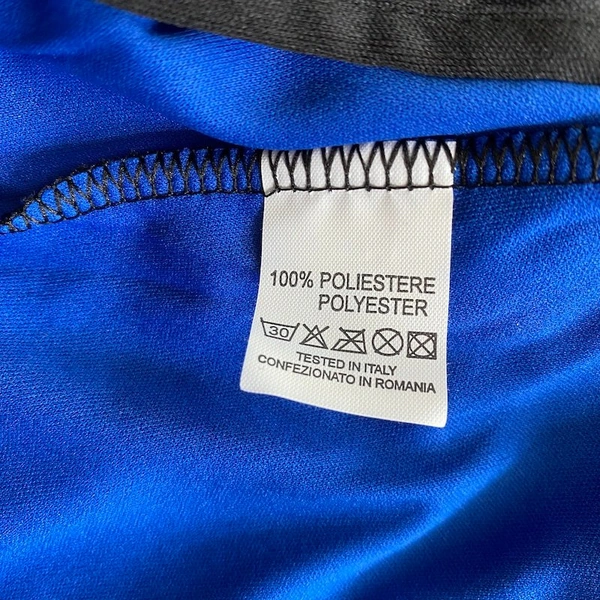 100% POLIESTERE
POLYESTER
30
TESTED IN ITALY
CONFEZIONATO IN ROMANIA